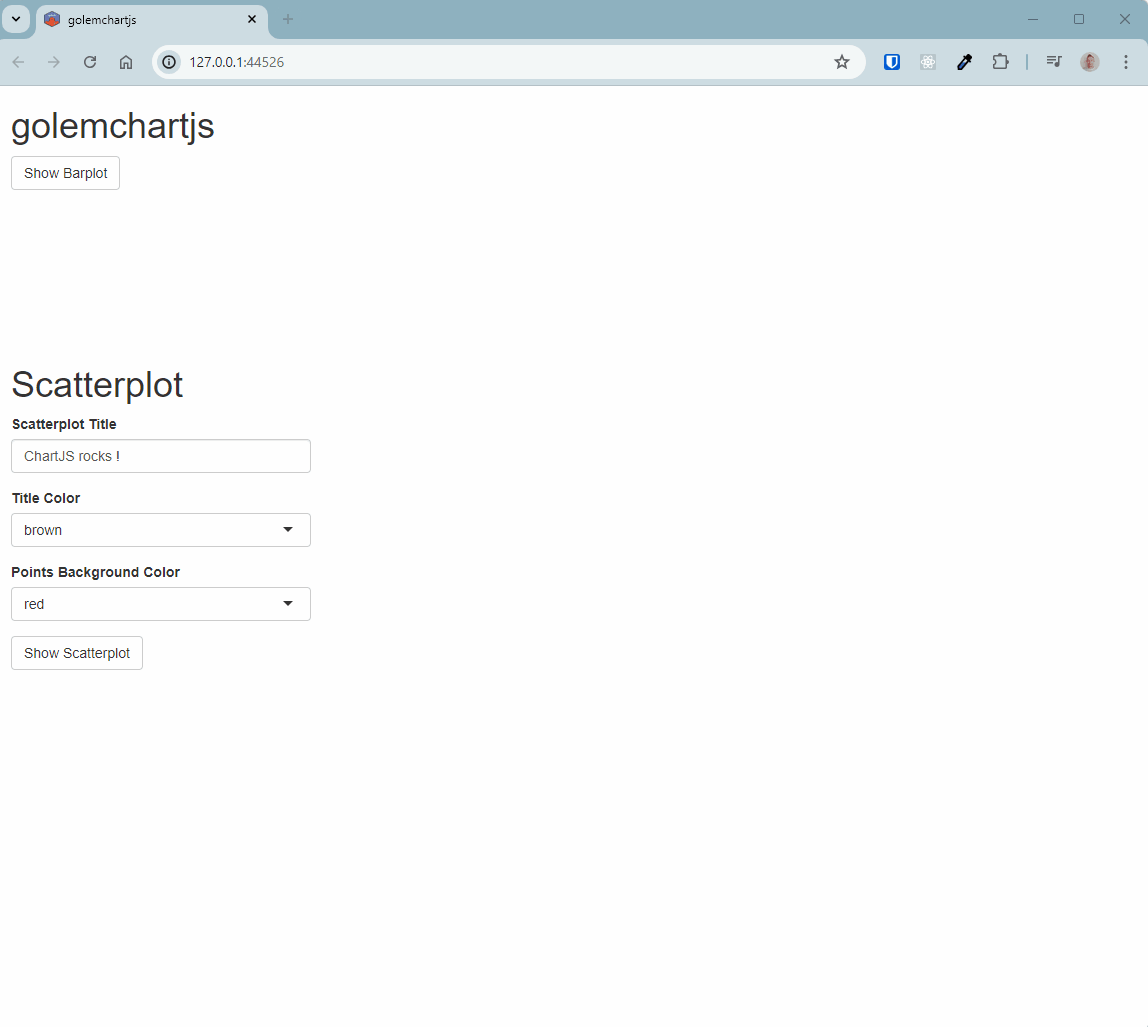 golemchartjs
127.0.0.1:44526
golemchartjs
Show Barplot
Scatterplot
Scatterplot Title
ChartJS rocks !
Title Color
brown
Points Background Color
red
Show Scatterplot